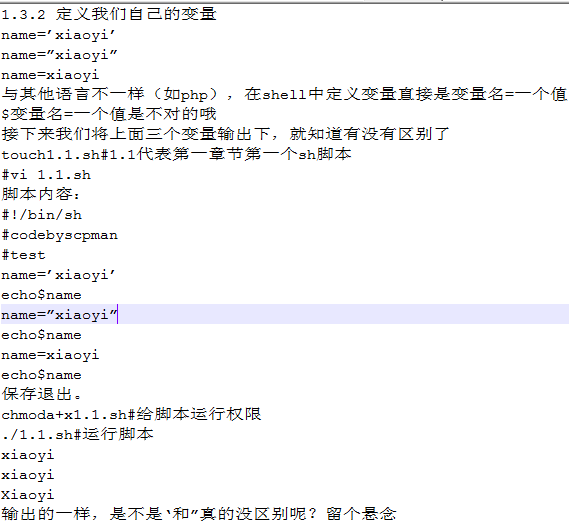 1.3.2 定义我们自己的变量
name=’xiaoyi’
name=”xiaoyi”
name=xiaoyi
与其他语言不一样（如php），在shell中定义变量直接是变量名=一个值
$变量名=一个值是不对的哦
接下来我们将上面三个变量输出下，就知道有没有区别了
touch1.1.sh#1.1代表第一章节第一个sh脚本
#vi 1.1.sh
脚本内容：
#!/bin/sh
#codebyscpman
#test
name=’xiaoyi’
echo$name
name=”xiaoyi”
echo$name
name=xiaoyi
echo$name
保存退出。
chmoda+x1.1.sh#给脚本运行权限
./1.1.sh#运行脚本
xiaoyi
xiaoyi
Xiaoyi
输出的一样，是不是‘和”真的没区别呢？留个悬念